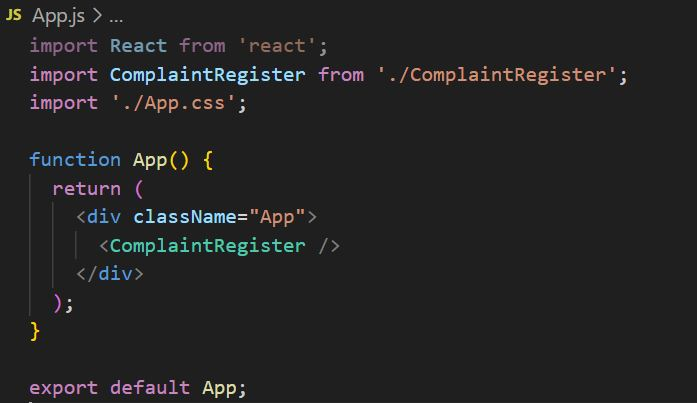 JS App.js > ...
import React from 'react';
import ComplaintRegister from './ComplaintRegister';
import './App.css';

function App() {
  return (
    <div className="App">
      <ComplaintRegister />
    </div>
  );
}

export default App;